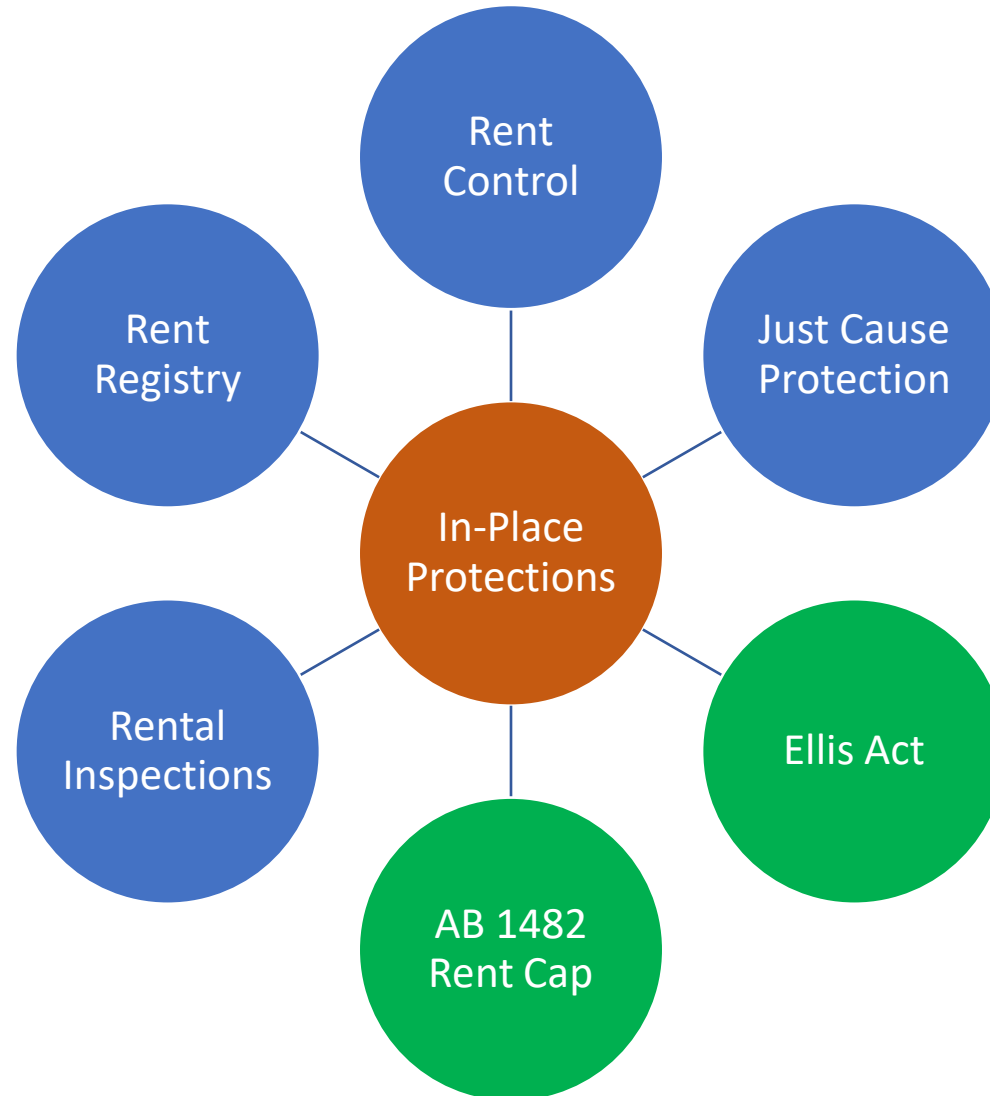 Rent
Control
Just Cause
Protection
Ellis Act
AB 1482
Rent Cap
Rental
Inspections
Rent
Registry
In-Place
Protections